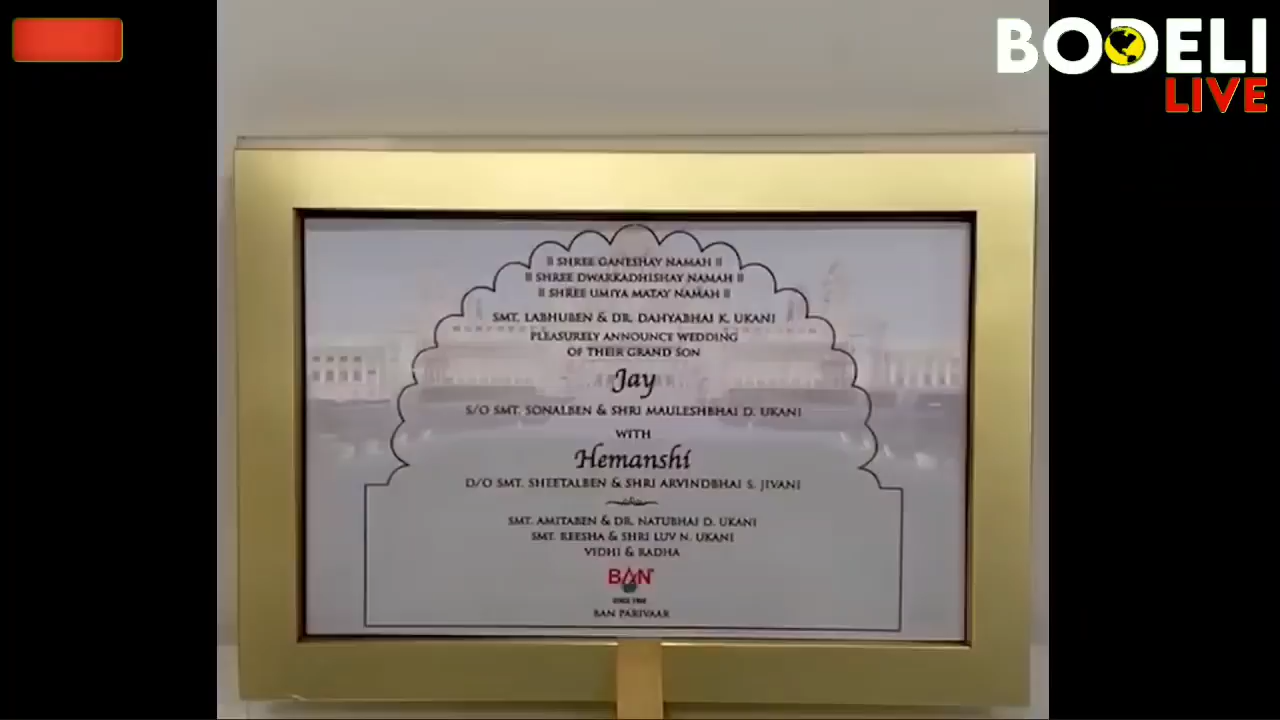 BODELI
LIVE
|| SHREE GANESHAY NAMAH ||
|| SHREE DWARKADHISHAY NAMAH ||
|| SHREE UMIYA MATAY NAMAH ||
SMT. LABHUBEN & DR. DAHYABHAI K. UKANI
PLEASURELY ANNOUNCE WEDDING
OF THEIR GRAND SON
Jay
S/O SMT. SONALBEN & SHRI MAULESHBHAI D. UKANI
WITH
Hemanshi
D/O SMT. SHEETALBEN & SHRI ARVINDBHAI S. JIVANI
SMT. AMITABEN & DR. NATUBHAI D. UKANI
SMT. REESHA & SHRI LUV N. UKANI
VIDHI & RADHA
BAN
SINCE
BAN PARIVAAR